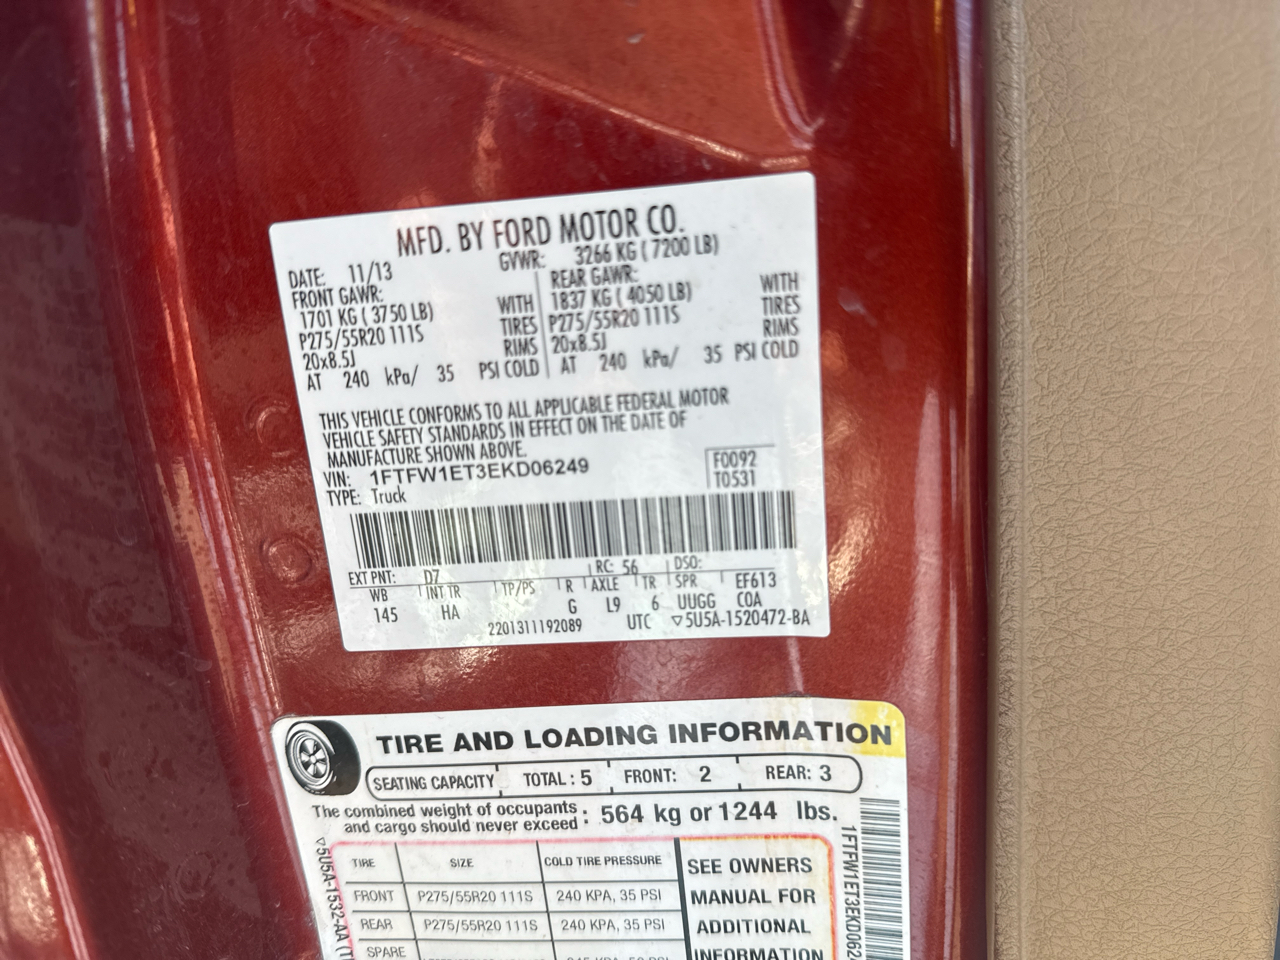 MFD. BY FORD MOTOR CO.
DATE: 11/13 GVWR: 3266 KG ( 7200 LB)
FRONT GAWR: REAR GAWR:
1701 KG ( 3750 LB) WITH 1837 KG ( 4050 LB) WITH
P275/55R20 111S TIRES P275/55R20 111S TIRES
20x8.5J RIMS 20x8.5J RIMS
AT 240 kPa/ 35 PSI COLD AT 240 kPa/ 35 PSI COLD
THIS VEHICLE CONFORMS TO ALL APPLICABLE FEDERAL MOTOR
VEHICLE SAFETY STANDARDS IN EFFECT ON THE DATE OF
MANUFACTURE SHOWN ABOVE.
VIN: 1FTFW1ET3EKD06249
TYPE: Truck
F0092
T0531
EXT PNT: D7 RC: 56 DSO:
WB INT TR TP/PS R AXLE TR SPR EF613
145 HA G L9 6 UUGG COA
2201311192089 UTC ▽5U5A-1520472-BA
TIRE AND LOADING INFORMATION
SEATING CAPACITY TOTAL : 5 FRONT: 2 REAR: 3
The combined weight of occupants
and cargo should never exceed : 564 kg or 1244 lbs.
TIRE SIZE COLD TIRE PRESSURE
FRONT P275/55R20 111S 240 KPA, 35 PSI
REAR P275/55R20 111S 240 KPA, 35 PSI
SPARE
SEE OWNERS
MANUAL FOR
ADDITIONAL
INFORMATION
▽5U5A-1532-AA
1FTFW1ET3EKD062